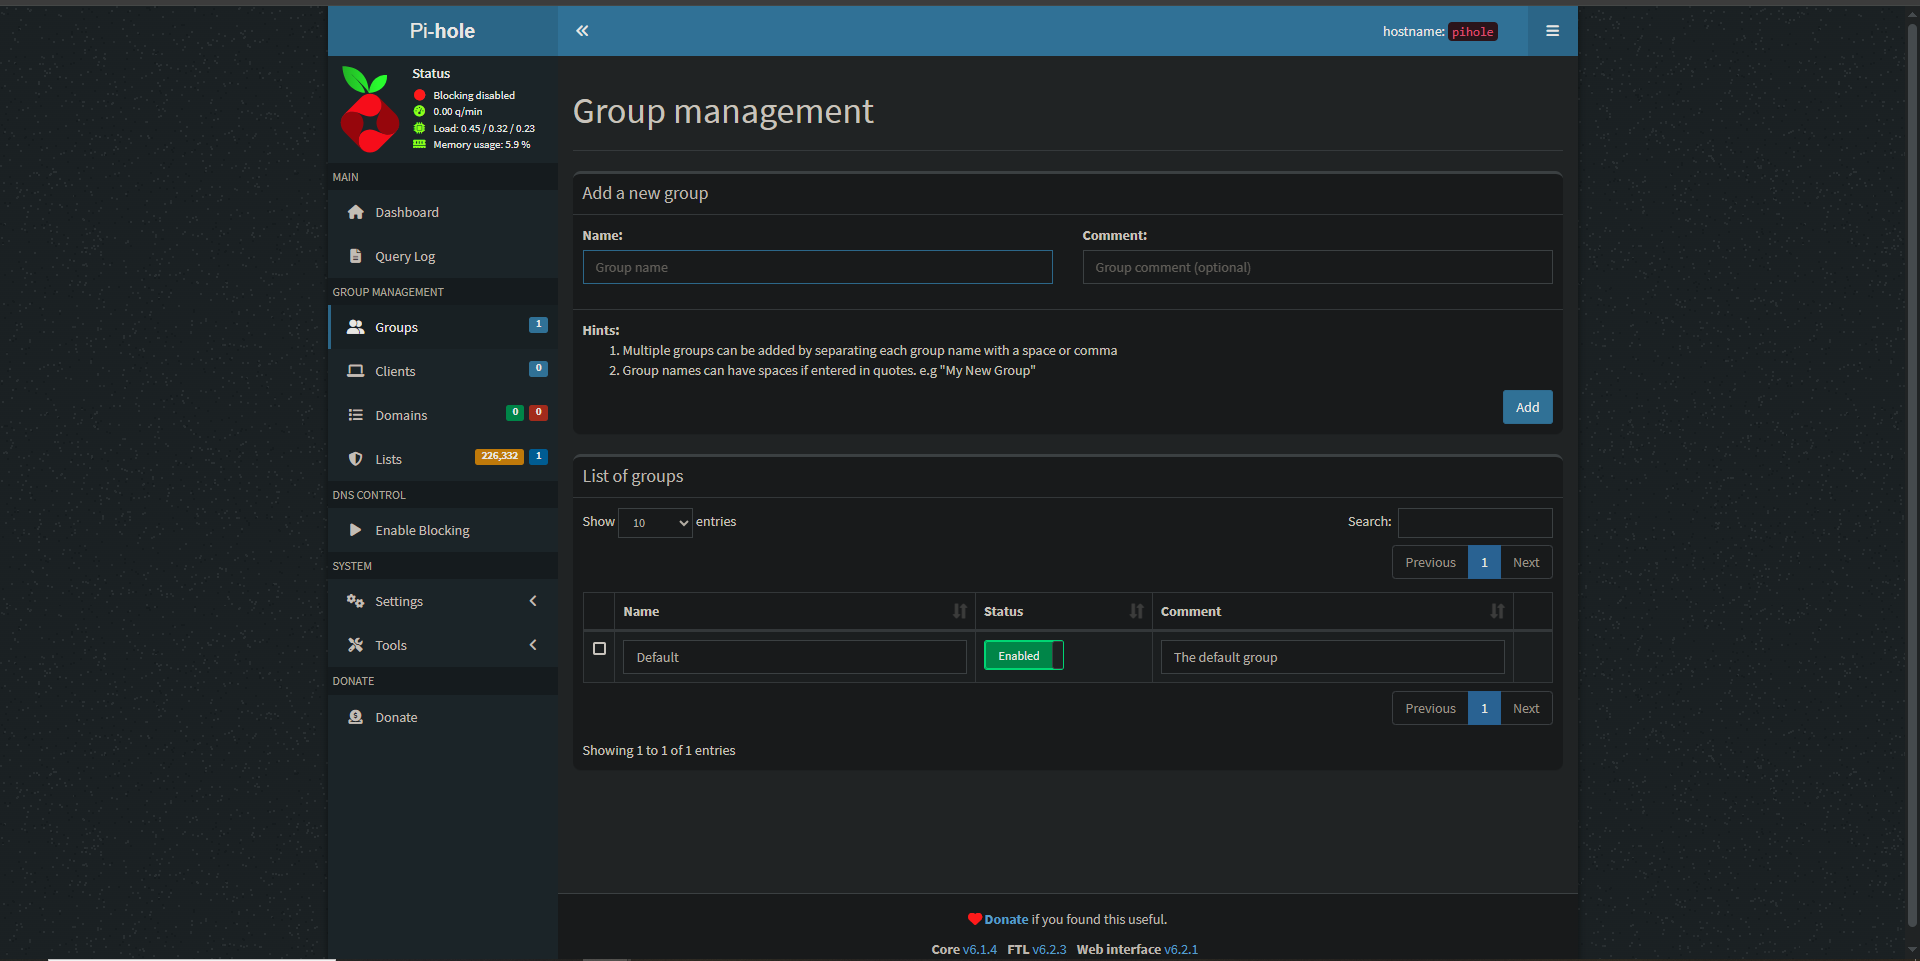 Pi-hole
hostname: pihole
Status
Blocking disabled
0.00 q/min
Load: 0.45 / 0.32 / 0.23
Memory usage: 5.9 %
MAIN
Dashboard
Query Log
GROUP MANAGEMENT
Groups 1
Clients 0
Domains 0 0
Lists 226,332 1
DNS CONTROL
Enable Blocking
SYSTEM
Settings
Tools
DONATE
Donate
Group management
Add a new group
Name: Comment:
Group name Group comment (optional)
Hints:
1. Multiple groups can be added by separating each group name with a space or comma
2. Group names can have spaces if entered in quotes. e.g "My New Group"
Add
List of groups
Show 10 entries Search:
Previous 1 Next
Name Status Comment
Default Enabled The default group
Previous 1 Next
Showing 1 to 1 of 1 entries
Donate if you found this useful.
Core v6.1.4 FTL v6.2.3 Web interface v6.2.1